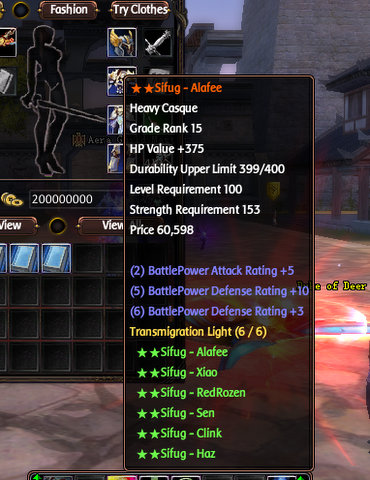 Fashion
Try Clothes
★★Sifug - Alafee
Heavy Casque
Grade Rank 15
HP Value +375
Durability Upper Limit 399/400
Level Requirement 100
Strength Requirement 153
Price 60,598
Aera G
200000000
View
View
(2) BattlePower Attack Rating +5
(5) BattlePower Defense Rating +10
of Deer
(6) BattlePower Defense Rating +3
Transmigration Light (6 / 6)
★★Sifug - Alafee
★★Sifug - Xiao
★★Sifug - RedRozen
★★Sifug - Sen
★★Sifug - Clink
★★Sifug - Haz